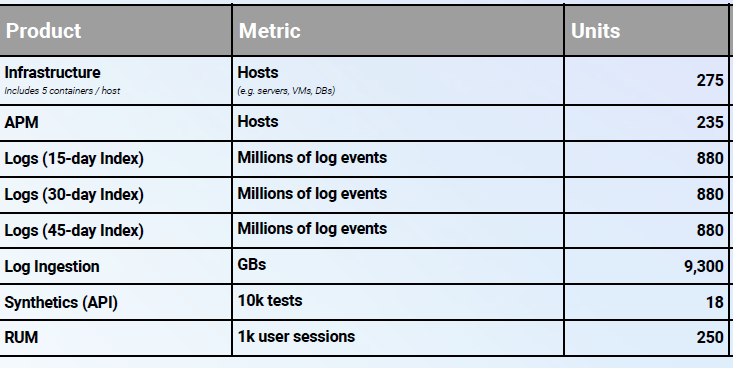 Product Metric Units
Infrastructure Hosts 275
Includes 5 containers / host (e.g. servers, VMs, DBs)
APM Hosts 235
Logs (15-day Index) Millions of log events 880
Logs (30-day Index) Millions of log events 880
Logs (45-day Index) Millions of log events 880
Log Ingestion GBs 9,300
Synthetics (API) 10k tests 18
RUM 1k user sessions 250